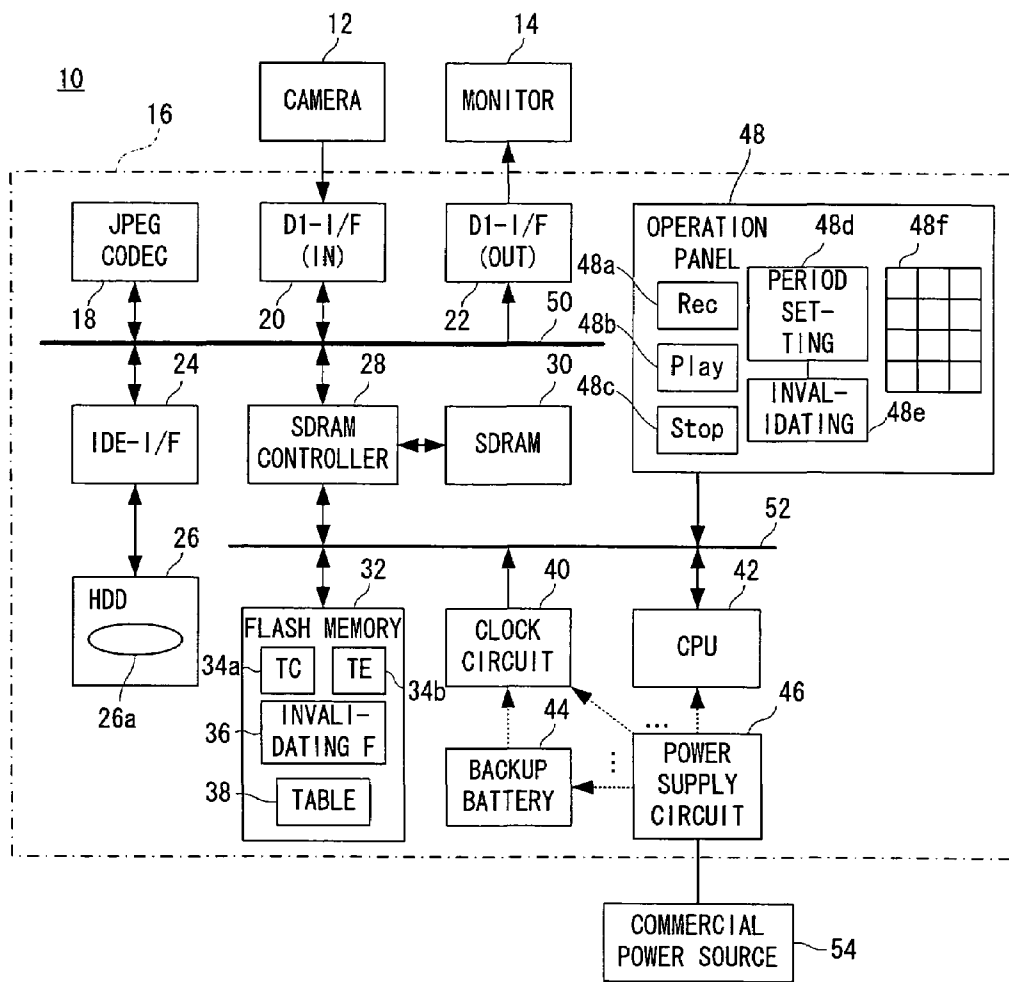 12
14
10
CAMERA
MONITOR
16
48
JPEG
CODEC
D1-I/F
(IN)
D1-I/F
(OUT)
OPERATION
PANEL
48d
48f
48a
Rec
PERIOD
SET-
TING
18
20
22
50
48b
Play
24
28
30
48c
Stop
INVAL-
IDATING
48e
IDE-I/F
SDRAM
CONTROLLER
SDRAM
52
26
32
40
42
HDD
FLASH MEMORY
CLOCK
CIRCUIT
CPU
34a
TC
TE
34b
26a
36
INVALI-
DATING F
44
46
38
TABLE
BACKUP
BATTERY
POWER
SUPPLY
CIRCUIT
COMMERCIAL
POWER SOURCE
54